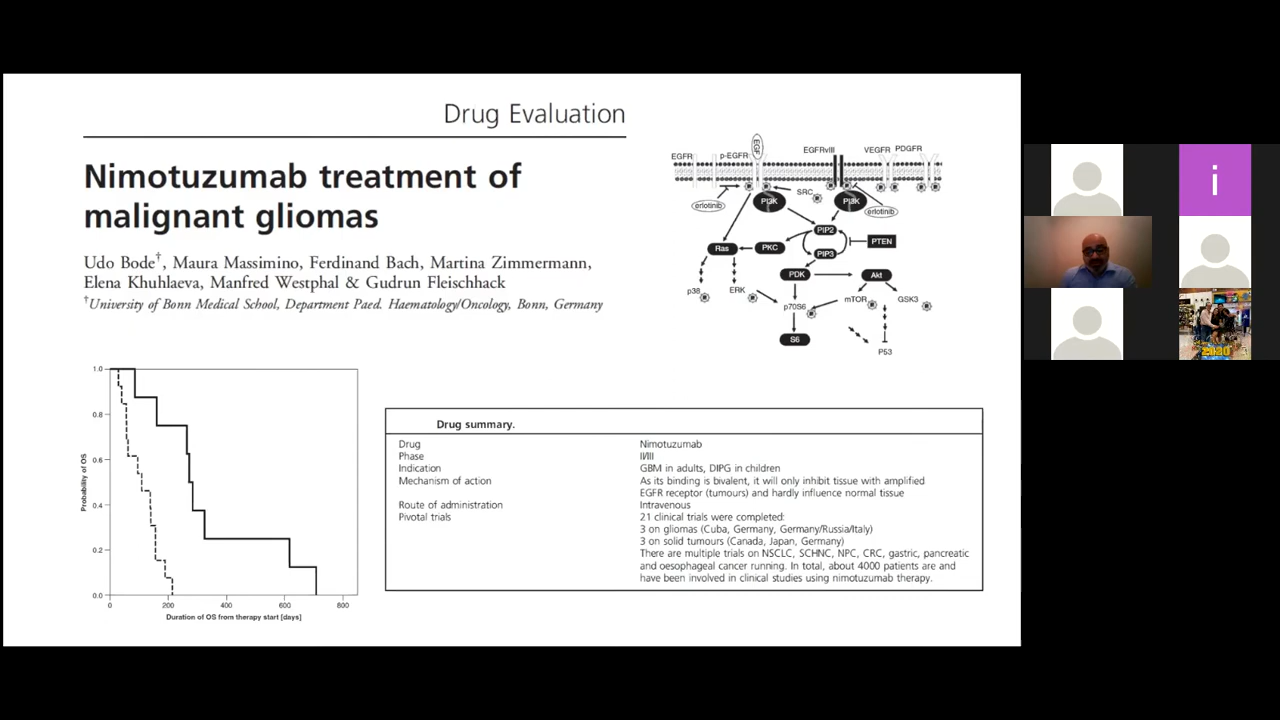 Drug Evaluation
Nimotuzumab treatment of
malignant gliomas
Udo Bode†, Maura Massimino, Ferdinand Bach, Martina Zimmermann,
Elena Khuhlaeva, Manfred Westphal & Gudrun Fleischhack
†University of Bonn Medical School, Department Paed. Haematology/Oncology, Bonn, Germany
EGFR
p-EGFR
EGF
EGFRvIII
VEGFR
PDGFR
erlotinib
PI3K
SRC
PI3K
erlotinib
PIP2
Ras
PKC
PIP3
PTEN
PDK
Akt
p38
ERK
p70S6
mTOR
GSK3
S6
P53
1.0
0.8
0.6
0.4
0.2
0.0
0
200
400
600
800
Probability of OS
Duration of OS from therapy start [days]
Drug summary.
Drug Nimotuzumab
Phase II/III
Indication GBM in adults, DIPG in children
Mechanism of action As its binding is bivalent, it will only inhibit tissue with amplified
EGFR receptor (tumours) and hardly influence normal tissue
Route of administration Intravenous
Pivotal trials 21 clinical trials were completed:
3 on gliomas (Cuba, Germany, Germany/Russia/Italy)
3 on solid tumours (Canada, Japan, Germany)
There are multiple trials on NSCLC, SCHNC, NPC, CRC, gastric, pancreatic
and oesophageal cancer running. In total, about 4000 patients are and
have been involved in clinical studies using nimotuzumab therapy.
i
2020